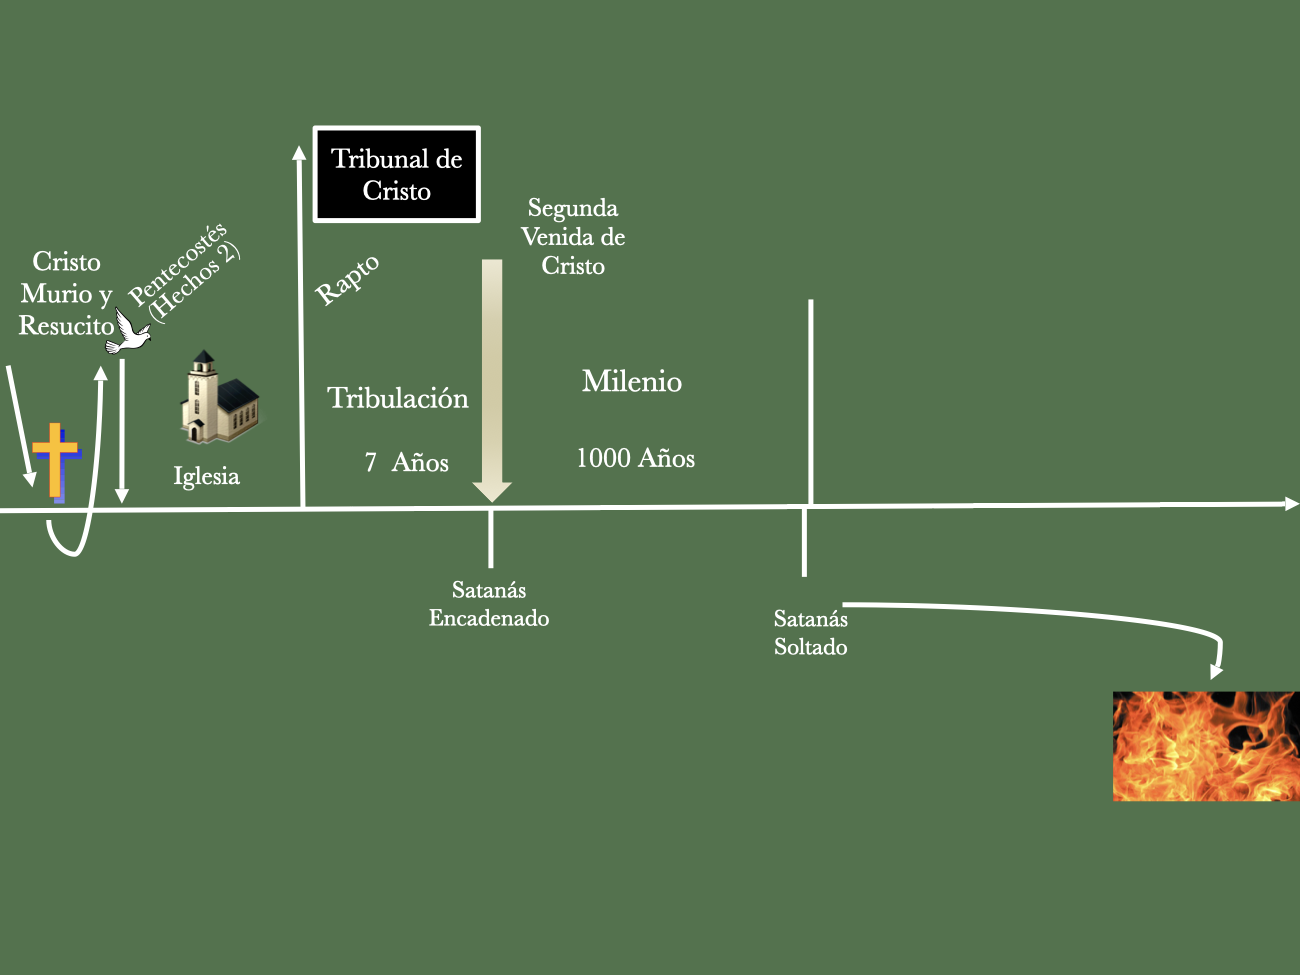 Tribunal de
Cristo
Segunda
Venida de
Cristo
Pentecostés
(Hechos 2)
Cristo
Murio y
Resucito
Rapto
Tribulación
7 Años
Milenio
1000 Años
Iglesia
Satanás
Encadenado
Satanás
Soltado